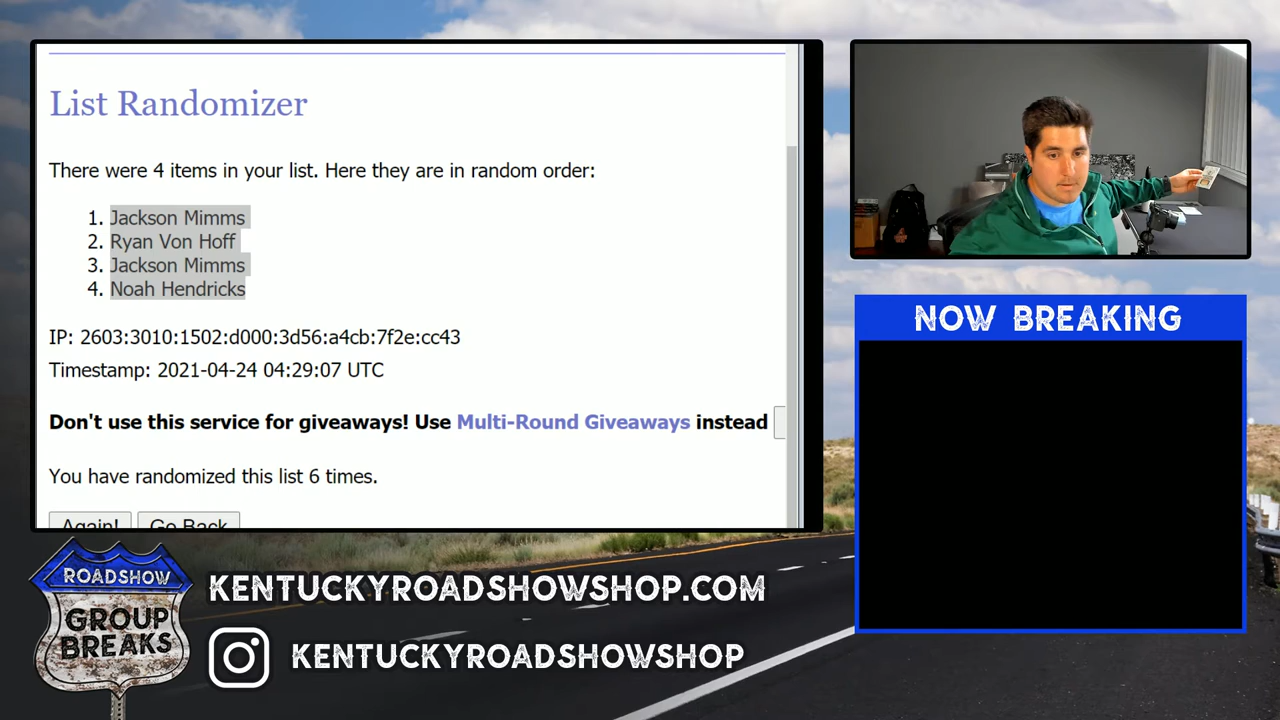 List Randomizer
There were 4 items in your list. Here they are in random order:
1. Jackson Mimms
2. Ryan Von Hoff
3. Jackson Mimms
4. Noah Hendricks
IP: 2603:3010:1502:d000:3d56:a4cb:7f2e:cc43
Timestamp: 2021-04-24 04:29:07 UTC
Don't use this service for giveaways! Use Multi-Round Giveaways instead
You have randomized this list 6 times.
Again! Go Back
NOW BREAKING
ROADSHOW
GROUP
BREAKS
KENTUCKYROADSHOWSHOP.COM
KENTUCKYROADSHOWSHOP